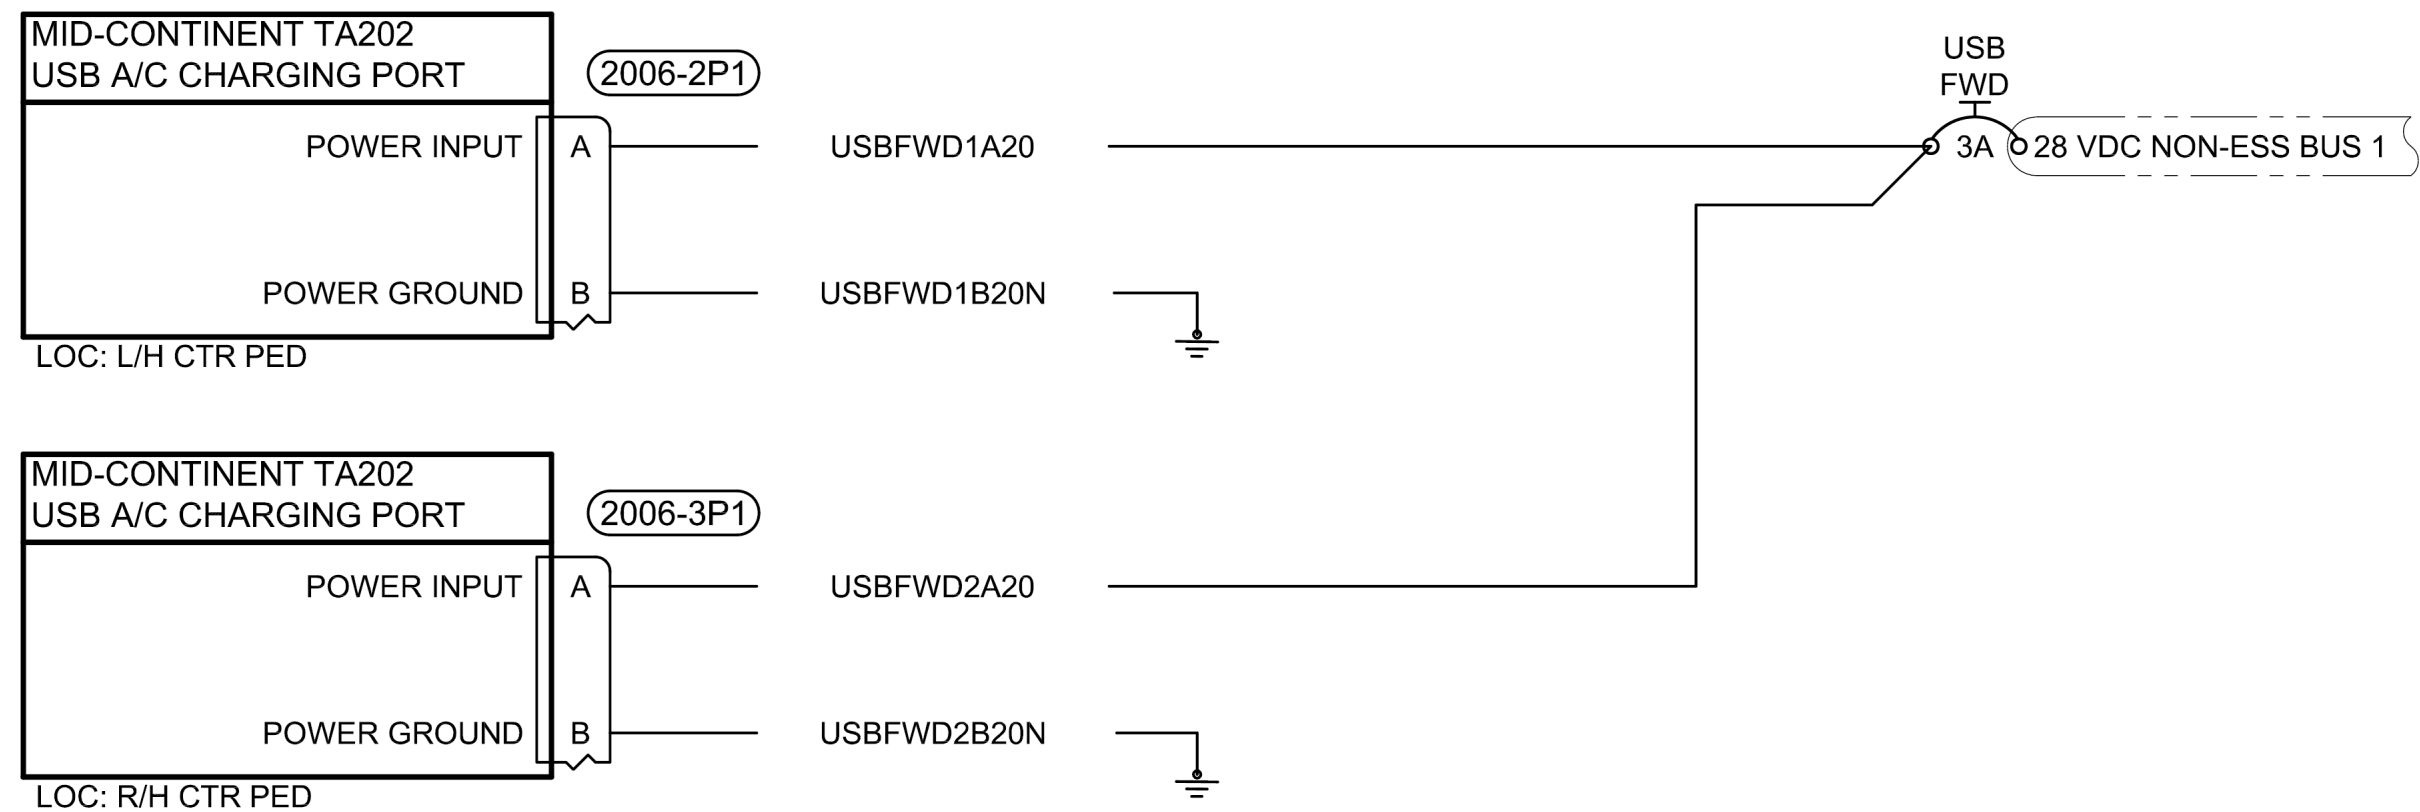 MID-CONTINENT TA202
USB A/C CHARGING PORT
2006-2P1
USB
FWD
POWER INPUT A USBFWD1A20 3A 28 VDC NON-ESS BUS 1
POWER GROUND B USBFWD1B20N
LOC: L/H CTR PED
MID-CONTINENT TA202
USB A/C CHARGING PORT
2006-3P1
POWER INPUT A USBFWD2A20
POWER GROUND B USBFWD2B20N
LOC: R/H CTR PED